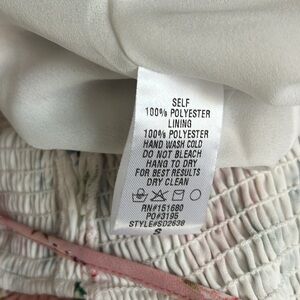 SELF
100% POLYESTER
LINING
100% POLYESTER
HAND WASH COLD
DO NOT BLEACH
HANG TO DRY
FOR BEST RESULTS
DRY CLEAN
RN#151680
PO#3195
STYLE#SD2638
S